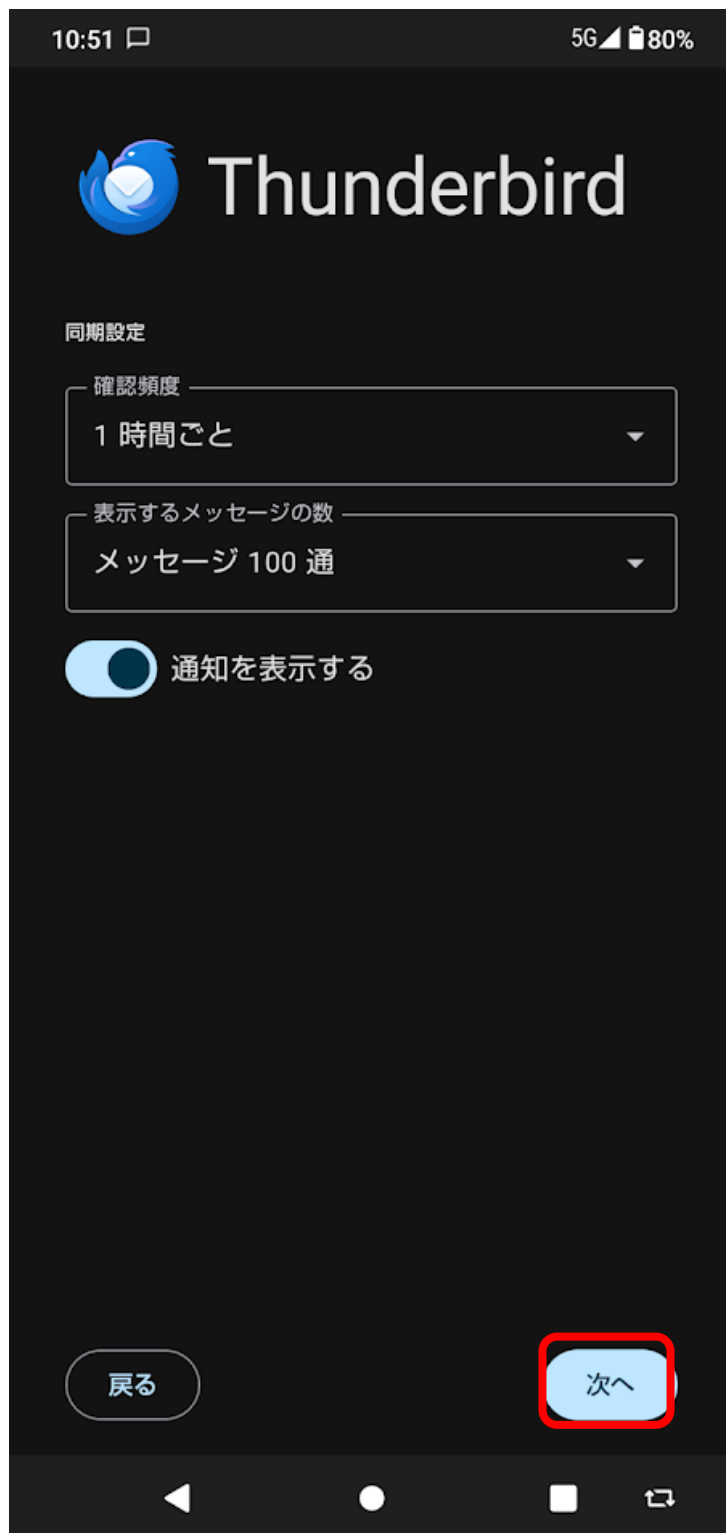 10:51 5G 80%
Thunderbird
同期設定
確認頻度
1 時間ごと
表示するメッセージの数
メッセージ 100 通
通知を表示する
戻る 次へ